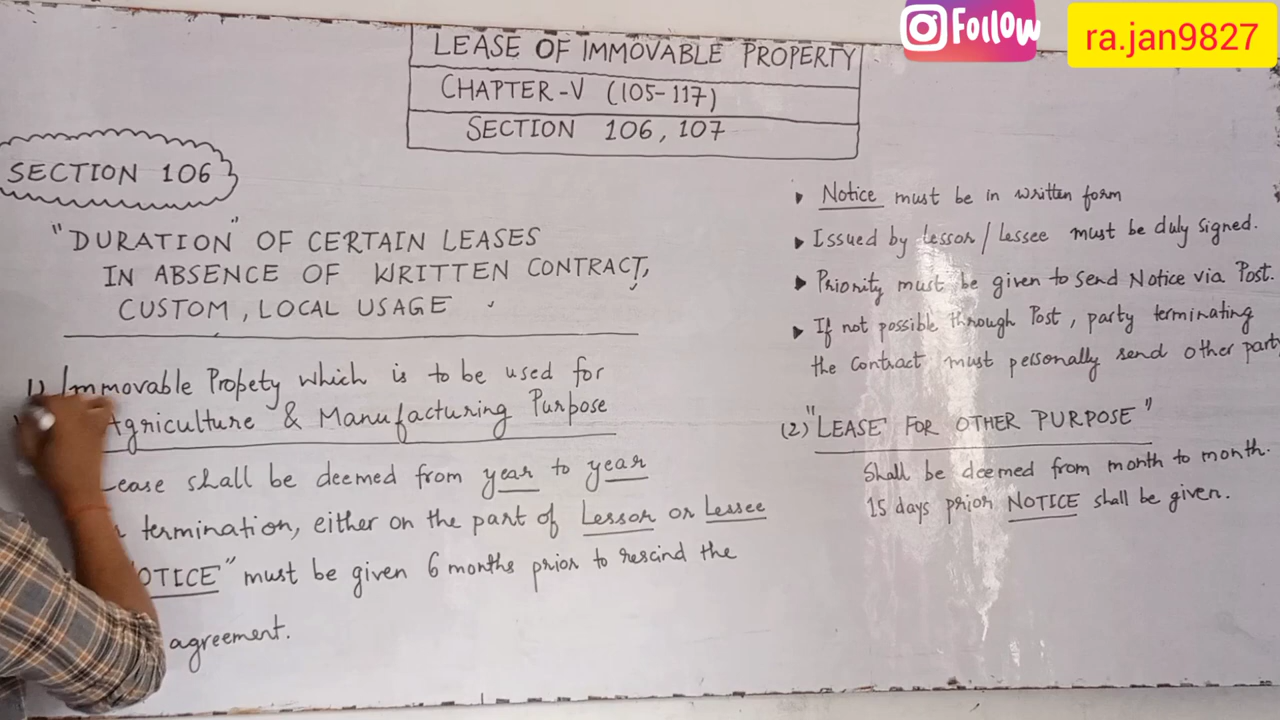 Follow
ra.jan9827
LEASE OF IMMOVABLE PROPERTY
CHAPTER-V (105-117)
SECTION 106, 107
SECTION 106
"DURATION" OF CERTAIN LEASES
IN ABSENCE OF WRITTEN CONTRACT,
CUSTOM, LOCAL USAGE
1) Immovable Propety which is to be used for
Agriculture & Manufacturing Purpose
Lease shall be deemed from year to year
termination, either on the part of Lessor or Lessee
NOTICE" must be given 6 months prior to rescind the
agreement.
Notice must be in written form
Issued by lessor/lessee must be duly signed.
Priority must be given to send Notice via Post.
If not possible through Post, party terminating
the Contract must personally send other party
(2) "LEASE FOR OTHER PURPOSE"
Shall be deemed from month to month.
15 days prior NOTICE shall be given.